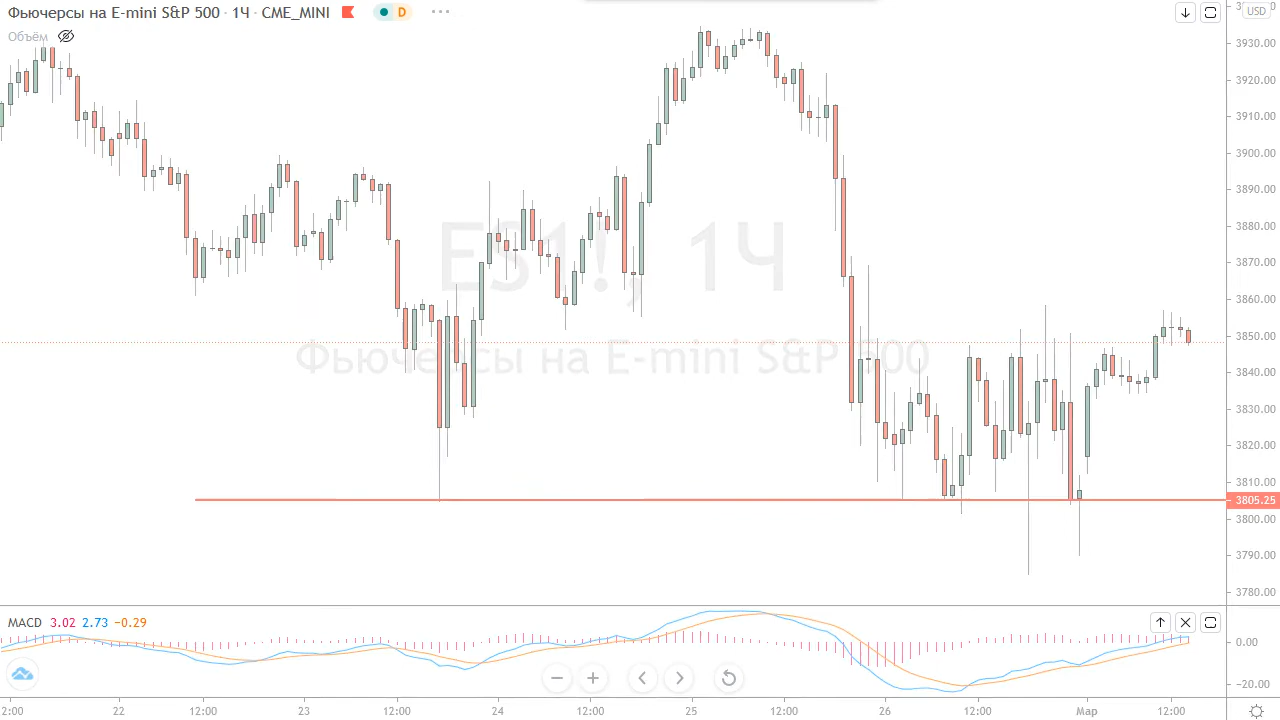 Фьючерсы на E-mini S&P 500 · 1Ч · CME_MINI D ···
Объём
USD
3930.00
3920.00
3910.00
3900.00
3890.00
3880.00
3870.00
3860.00
3850.00
3840.00
3830.00
3820.00
3810.00
3805.25
3800.00
3790.00
3780.00
ES1!, 1Ч
Фьючерсы на E-mini S&P 500
MACD 3.02 2.73 −0.29
0.00
−20.00
2:00 22 12:00 23 12:00 24 12:00 25 12:00 26 12:00 Мар 12:00